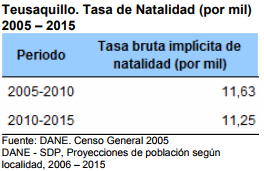 Teusaquillo. Tasa de Natalidad (por mil)
2005 – 2015
Periodo
Tasa bruta implícita de
natalidad (por mil)
2005-2010 11,63
2010-2015 11,25
Fuente: DANE. Censo General 2005
DANE - SDP, Proyecciones de población según
localidad, 2006 – 2015